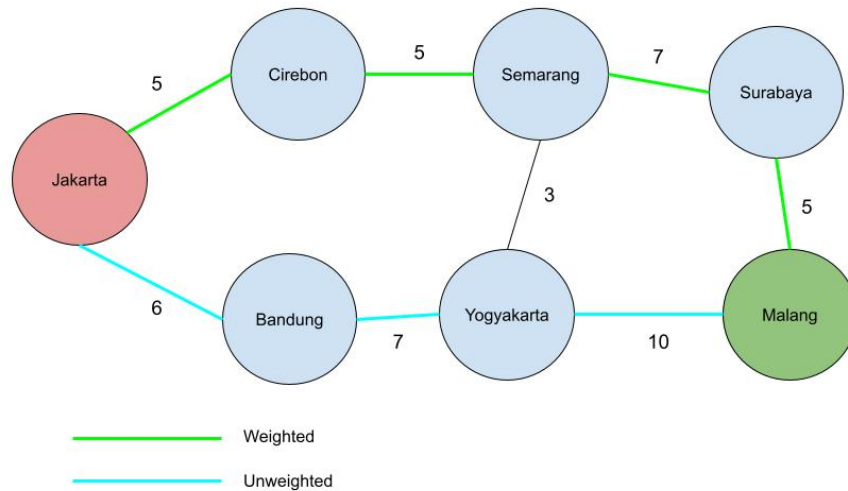 5
Cirebon
5
Semarang
7
Surabaya
Jakarta
3
5
6
Bandung
7
Yogyakarta
10
Malang
Weighted
Unweighted